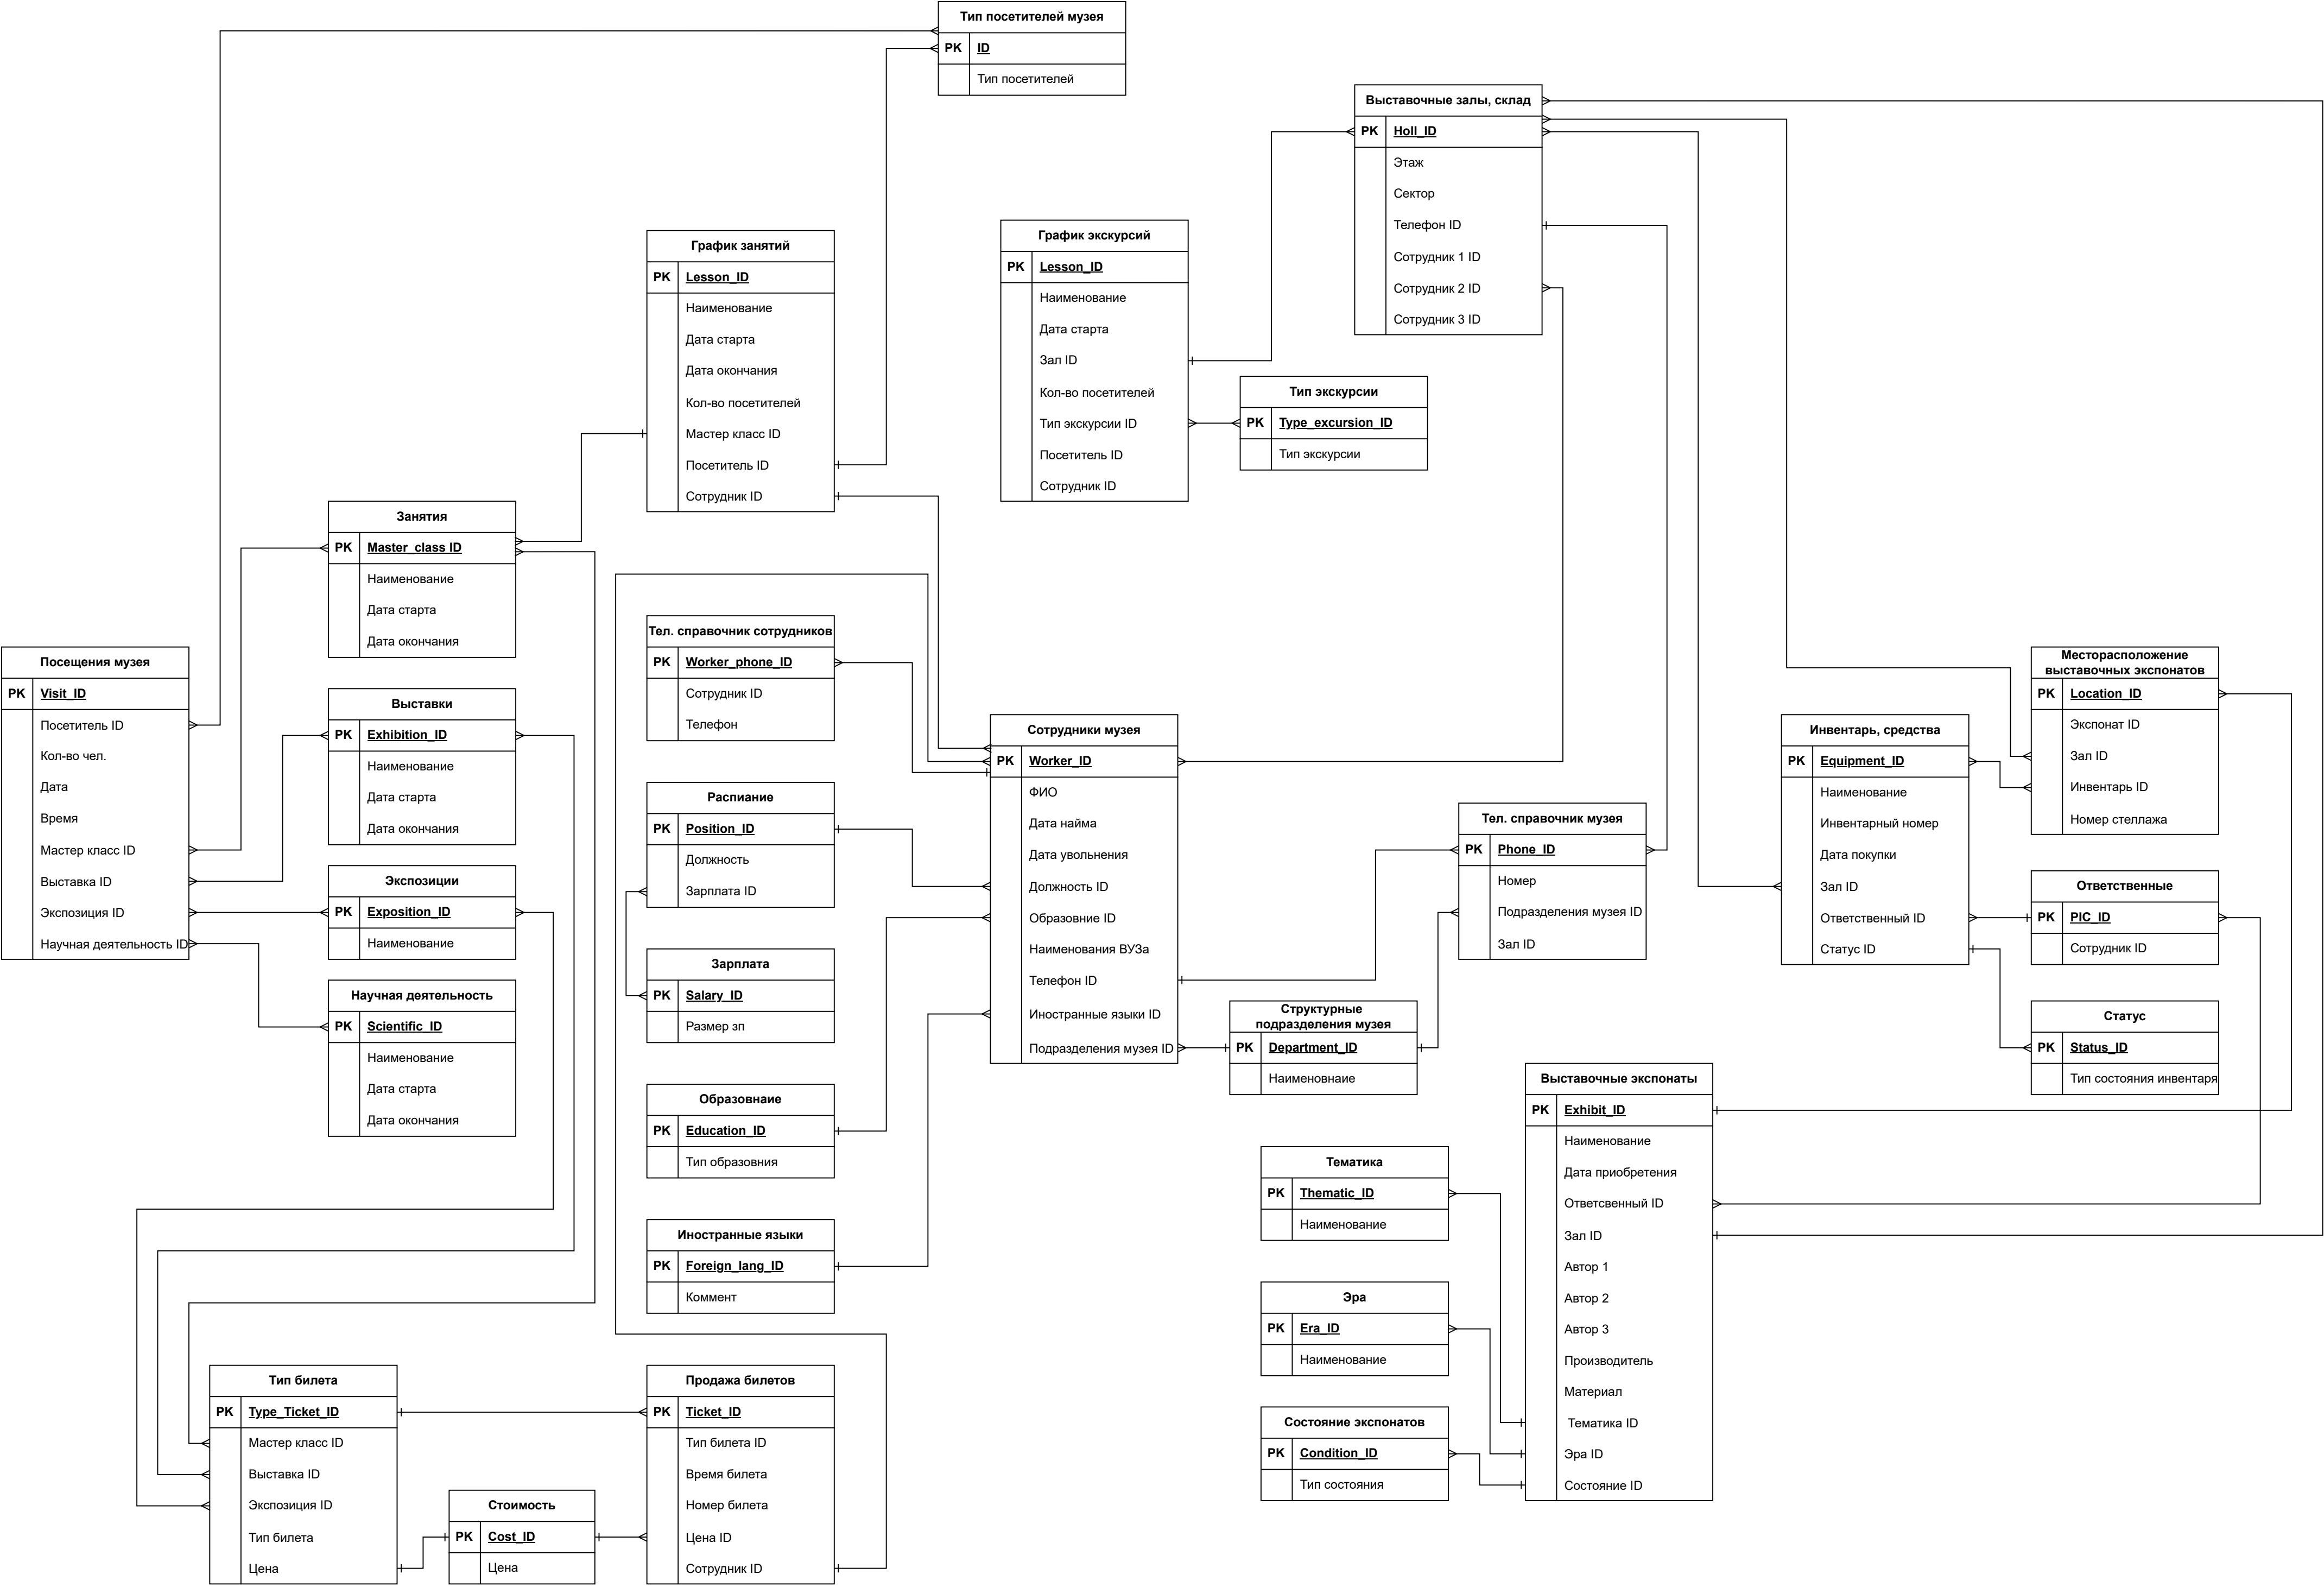 Тип посетителей музея
PK ID
Тип посетителей
Выставочные залы, склад
PK Holl_ID
Этаж
Сектор
Телефон ID
Сотрудник 1 ID
Сотрудник 2 ID
Сотрудник 3 ID
График занятий
PK Lesson_ID
Наименование
Дата старта
Дата окончания
Кол-во посетителей
Мастер класс ID
Посетитель ID
Сотрудник ID
График экскурсий
PK Lesson_ID
Наименование
Дата старта
Зал ID
Кол-во посетителей
Тип экскурсии ID
Посетитель ID
Сотрудник ID
Тип экскурсии
PK Type_excursion_ID
Тип экскурсии
Занятия
PK Master_class ID
Наименование
Дата старта
Дата окончания
Посещения музея
PK Visit_ID
Посетитель ID
Кол-во чел.
Дата
Время
Мастер класс ID
Выставка ID
Экспозиция ID
Научная деятельность ID
Выставки
PK Exhibition_ID
Наименование
Дата старта
Дата окончания
Экспозиции
PK Exposition_ID
Наименование
Научная деятельность
PK Scientific_ID
Наименование
Дата старта
Дата окончания
Тел. справочник сотрудников
PK Worker_phone_ID
Сотрудник ID
Телефон
Распиание
PK Position_ID
Должность
Зарплата ID
Зарплата
PK Salary_ID
Размер зп
Образовнаие
PK Education_ID
Тип образовния
Иностранные языки
PK Foreign_lang_ID
Коммент
Сотрудники музея
PK Worker_ID
ФИО
Дата найма
Дата увольнения
Должность ID
Образовние ID
Наименования ВУЗа
Телефон ID
Иностранные языки ID
Подразделения музея ID
Тел. справочник музея
PK Phone_ID
Номер
Подразделения музея ID
Зал ID
Структурные
подразделения музея
PK Department_ID
Наименовнаие
Инвентарь, средства
PK Equipment_ID
Наименование
Инвентарный номер
Дата покупки
Зал ID
Ответственный ID
Статус ID
Месторасположение
выставочных экспонатов
PK Location_ID
Экспонат ID
Зал ID
Инвентарь ID
Номер стеллажа
Ответственные
PK PIC_ID
Сотрудник ID
Статус
PK Status_ID
Тип состояния инвентаря
Выставочные экспонаты
PK Exhibit_ID
Наименование
Дата приобретения
Ответсвенный ID
Зал ID
Автор 1
Автор 2
Автор 3
Производитель
Материал
Тематика ID
Эра ID
Состояние ID
Тематика
PK Thematic_ID
Наименование
Эра
PK Era_ID
Наименование
Состояние экспонатов
PK Condition_ID
Тип состояния
Тип билета
PK Type_Ticket_ID
Мастер класс ID
Выставка ID
Экспозиция ID
Тип билета
Цена
Стоимость
PK Cost_ID
Цена
Продажа билетов
PK Ticket_ID
Тип билета ID
Время билета
Номер билета
Цена ID
Сотрудник ID